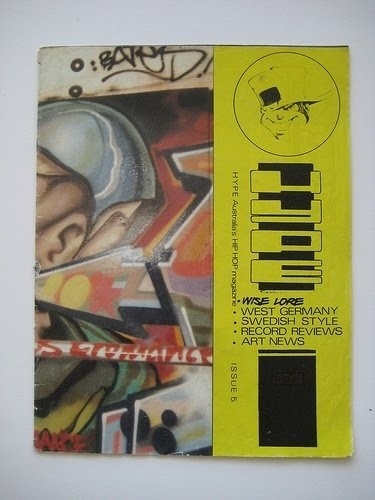 HYPE
HYPE Australia's HIP HOP magazine
• WISE LORE
• WEST GERMANY
• SWEDISH STYLE
• RECORD REVIEWS
• ART NEWS
ISSUE 5